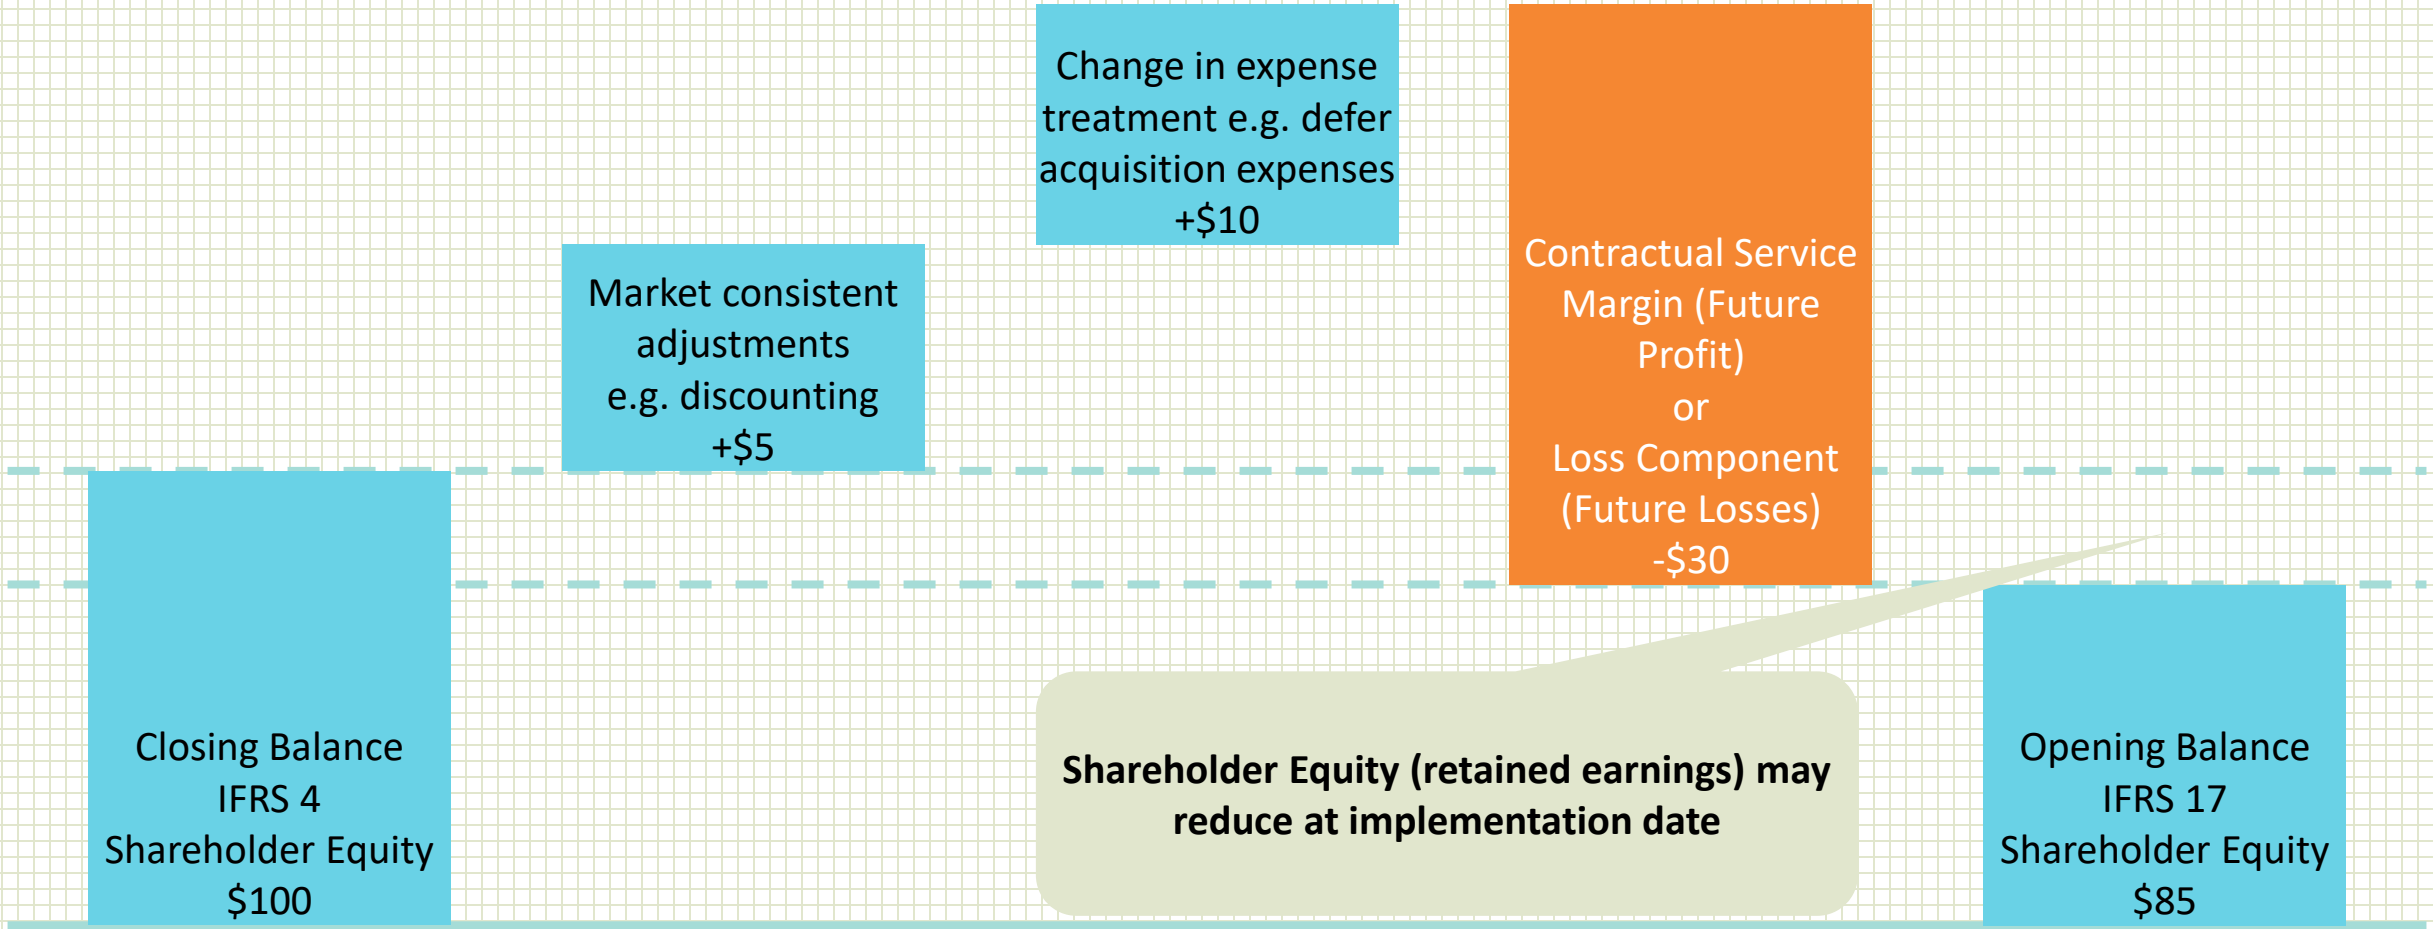 Closing Balance
IFRS 4
Shareholder Equity
$100
Market consistent
adjustments
e.g. discounting
+$5
Change in expense
treatment e.g. defer
acquisition expenses
+$10
Contractual Service
Margin (Future
Profit)
or
Loss Component
(Future Losses)
-$30
Shareholder Equity (retained earnings) may
reduce at implementation date
Opening Balance
IFRS 17
Shareholder Equity
$85